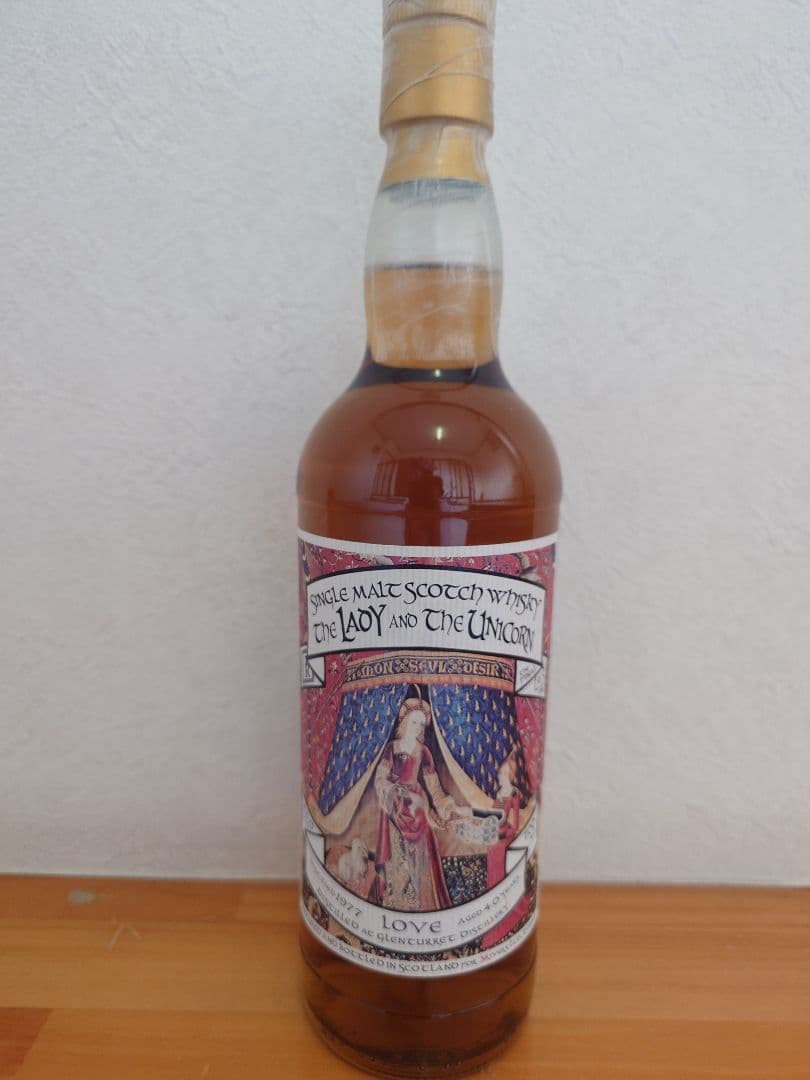 SINGLE MALT SCOTCH WHISKY
THE LADY AND THE UNICORN
MON SEUL DESIR
1977
LOVE
AGED 40 YEARS
DISTILLED AT GLENTURRET DISTILLERY
AND BOTTLED IN SCOTLAND FOR